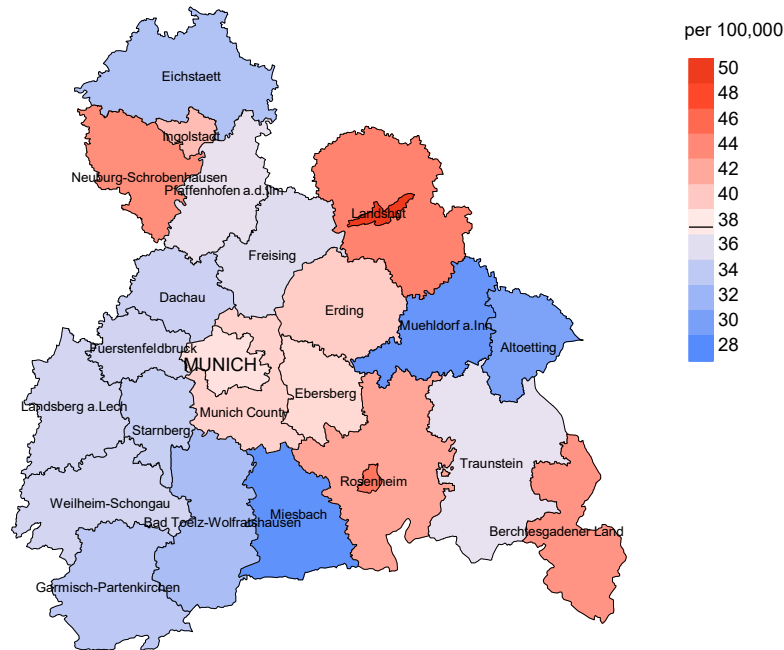 per 100,000
50
48
46
44
42
40
38
36
34
32
30
28
Eichstaett
Ingolstadt
Neuburg-Schrobenhausen
Pfaffenhofen a.d.Ilm
Landshut
Freising
Dachau
Erding
Muehldorf a.Inn
Altoetting
Fuerstenfeldbruck
MUNICH
Ebersberg
Landsberg a.Lech
Munich County
Starnberg
Traunstein
Rosenheim
Weilheim-Schongau
Bad Toelz-Wolfratshausen
Miesbach
Berchtesgadener Land
Garmisch-Partenkirchen